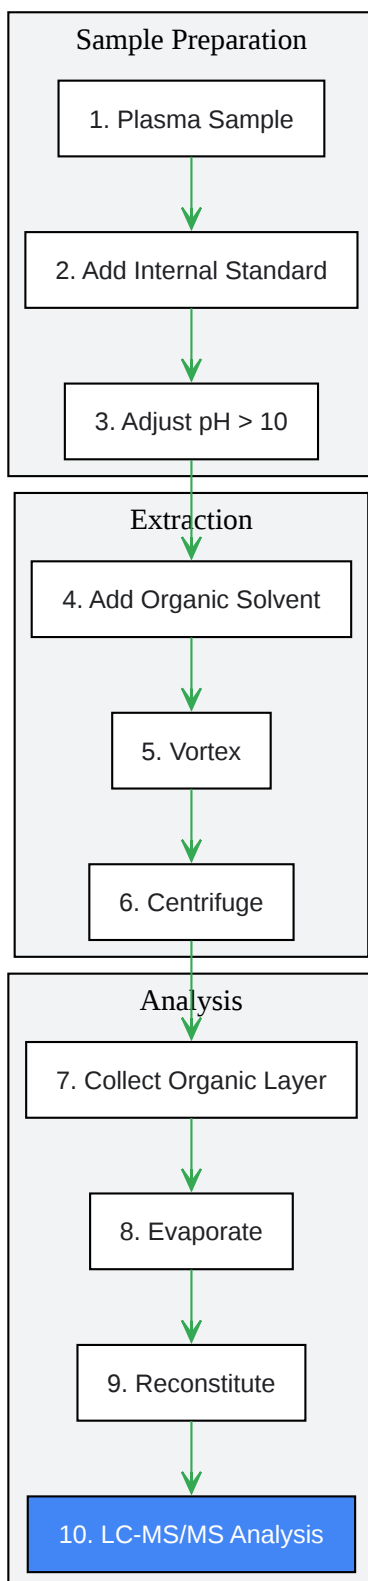 Sample Preparation
1. Plasma Sample
2. Add Internal Standard
3. Adjust pH > 10
Extraction
4. Add Organic Solvent
5. Vortex
6. Centrifuge
Analysis
7. Collect Organic Layer
8. Evaporate
9. Reconstitute
10. LC-MS/MS Analysis